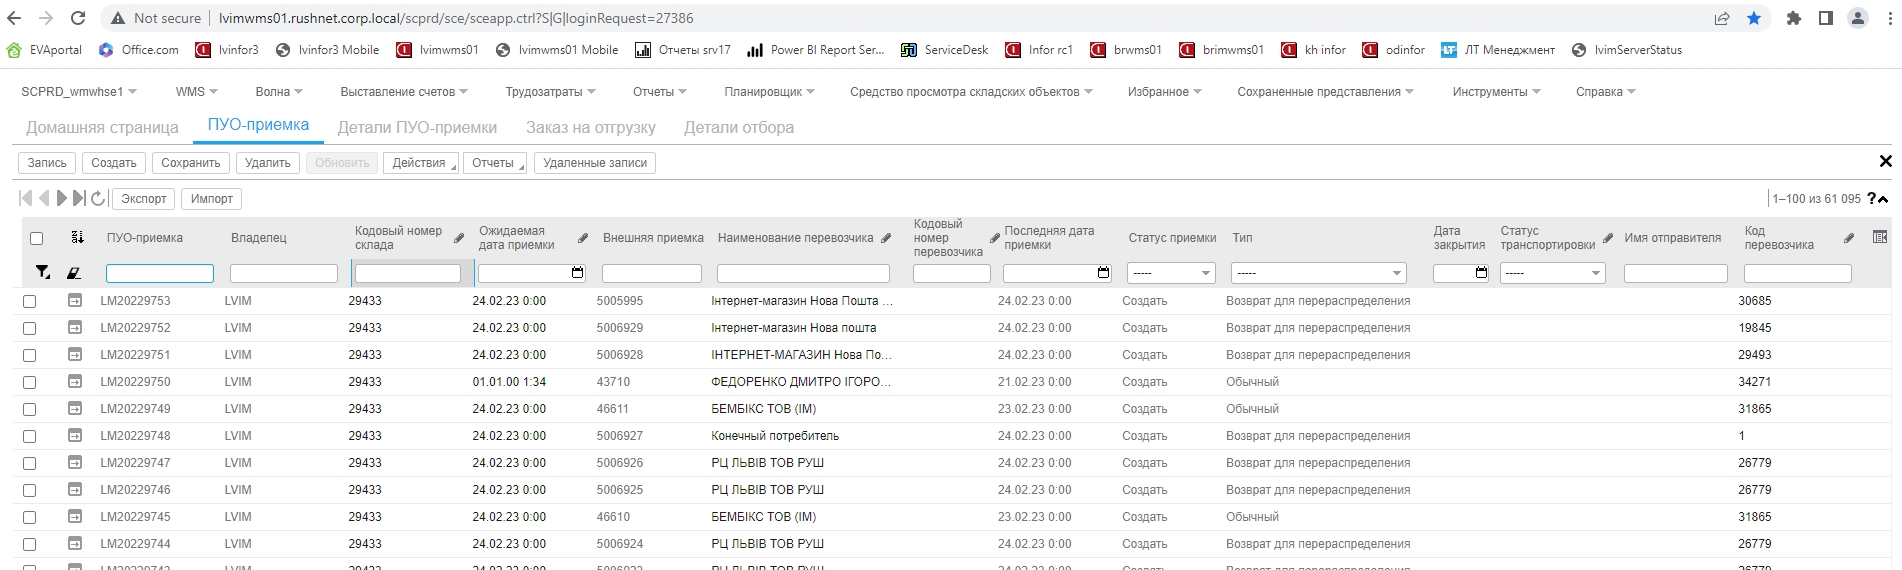 Not secure | lvimwms01.rushnet.corp.local/scprd/sce/sceapp.ctrl?S|G|loginRequest=27386
EVAportal Office.com lvinfor3 lvinfor3 Mobile lvimwms01 lvimwms01 Mobile Отчеты srv17 Power BI Report Ser... ServiceDesk Infor rc1 brwms01 brimwms01 kh infor odinfor ЛТ Менеджмент lvimServerStatus
SCPRD_wmwhse1 WMS Волна Выставление счетов Трудозатраты Отчеты Планировщик Средство просмотра складских объектов Избранное Сохраненные представления Инструменты Справка
Домашняя страница ПУО-приемка Детали ПУО-приемки Заказ на отгрузку Детали отбора
Запись Создать Сохранить Удалить Обновить Действия Отчеты Удаленные записи
Экспорт Импорт 1–100 из 61 095 ?
ПУО-приемка Владелец Кодовый номер склада Ожидаемая дата приемки Внешняя приемка Наименование перевозчика Кодовый номер перевозчика Последняя дата приемки Статус приемки Тип Дата закрытия Статус транспортировки Имя отправителя Код перевозчика
----- ----- -----
LM20229753 LVIM 29433 24.02.23 0:00 5005995 Інтернет-магазин Нова Пошта ... 24.02.23 0:00 Создать Возврат для перераспределения 30685
LM20229752 LVIM 29433 24.02.23 0:00 5006929 Інтернет-магазин Нова пошта 24.02.23 0:00 Создать Возврат для перераспределения 19845
LM20229751 LVIM 29433 24.02.23 0:00 5006928 ІНТЕРНЕТ-МАГАЗИН Нова По... 24.02.23 0:00 Создать Возврат для перераспределения 29493
LM20229750 LVIM 29433 01.01.00 1:34 43710 ФЕДОРЕНКО ДМИТРО ІГОРО... 21.02.23 0:00 Создать Обычный 34271
LM20229749 LVIM 29433 24.02.23 0:00 46611 БЕМБІКС ТОВ (ІМ) 23.02.23 0:00 Создать Обычный 31865
LM20229748 LVIM 29433 24.02.23 0:00 5006927 Конечный потребитель 24.02.23 0:00 Создать Возврат для перераспределения 1
LM20229747 LVIM 29433 24.02.23 0:00 5006926 РЦ ЛЬВІВ ТОВ РУШ 24.02.23 0:00 Создать Возврат для перераспределения 26779
LM20229746 LVIM 29433 24.02.23 0:00 5006925 РЦ ЛЬВІВ ТОВ РУШ 24.02.23 0:00 Создать Возврат для перераспределения 26779
LM20229745 LVIM 29433 24.02.23 0:00 46610 БЕМБІКС ТОВ (ІМ) 23.02.23 0:00 Создать Обычный 31865
LM20229744 LVIM 29433 24.02.23 0:00 5006924 РЦ ЛЬВІВ ТОВ РУШ 24.02.23 0:00 Создать Возврат для перераспределения 26779